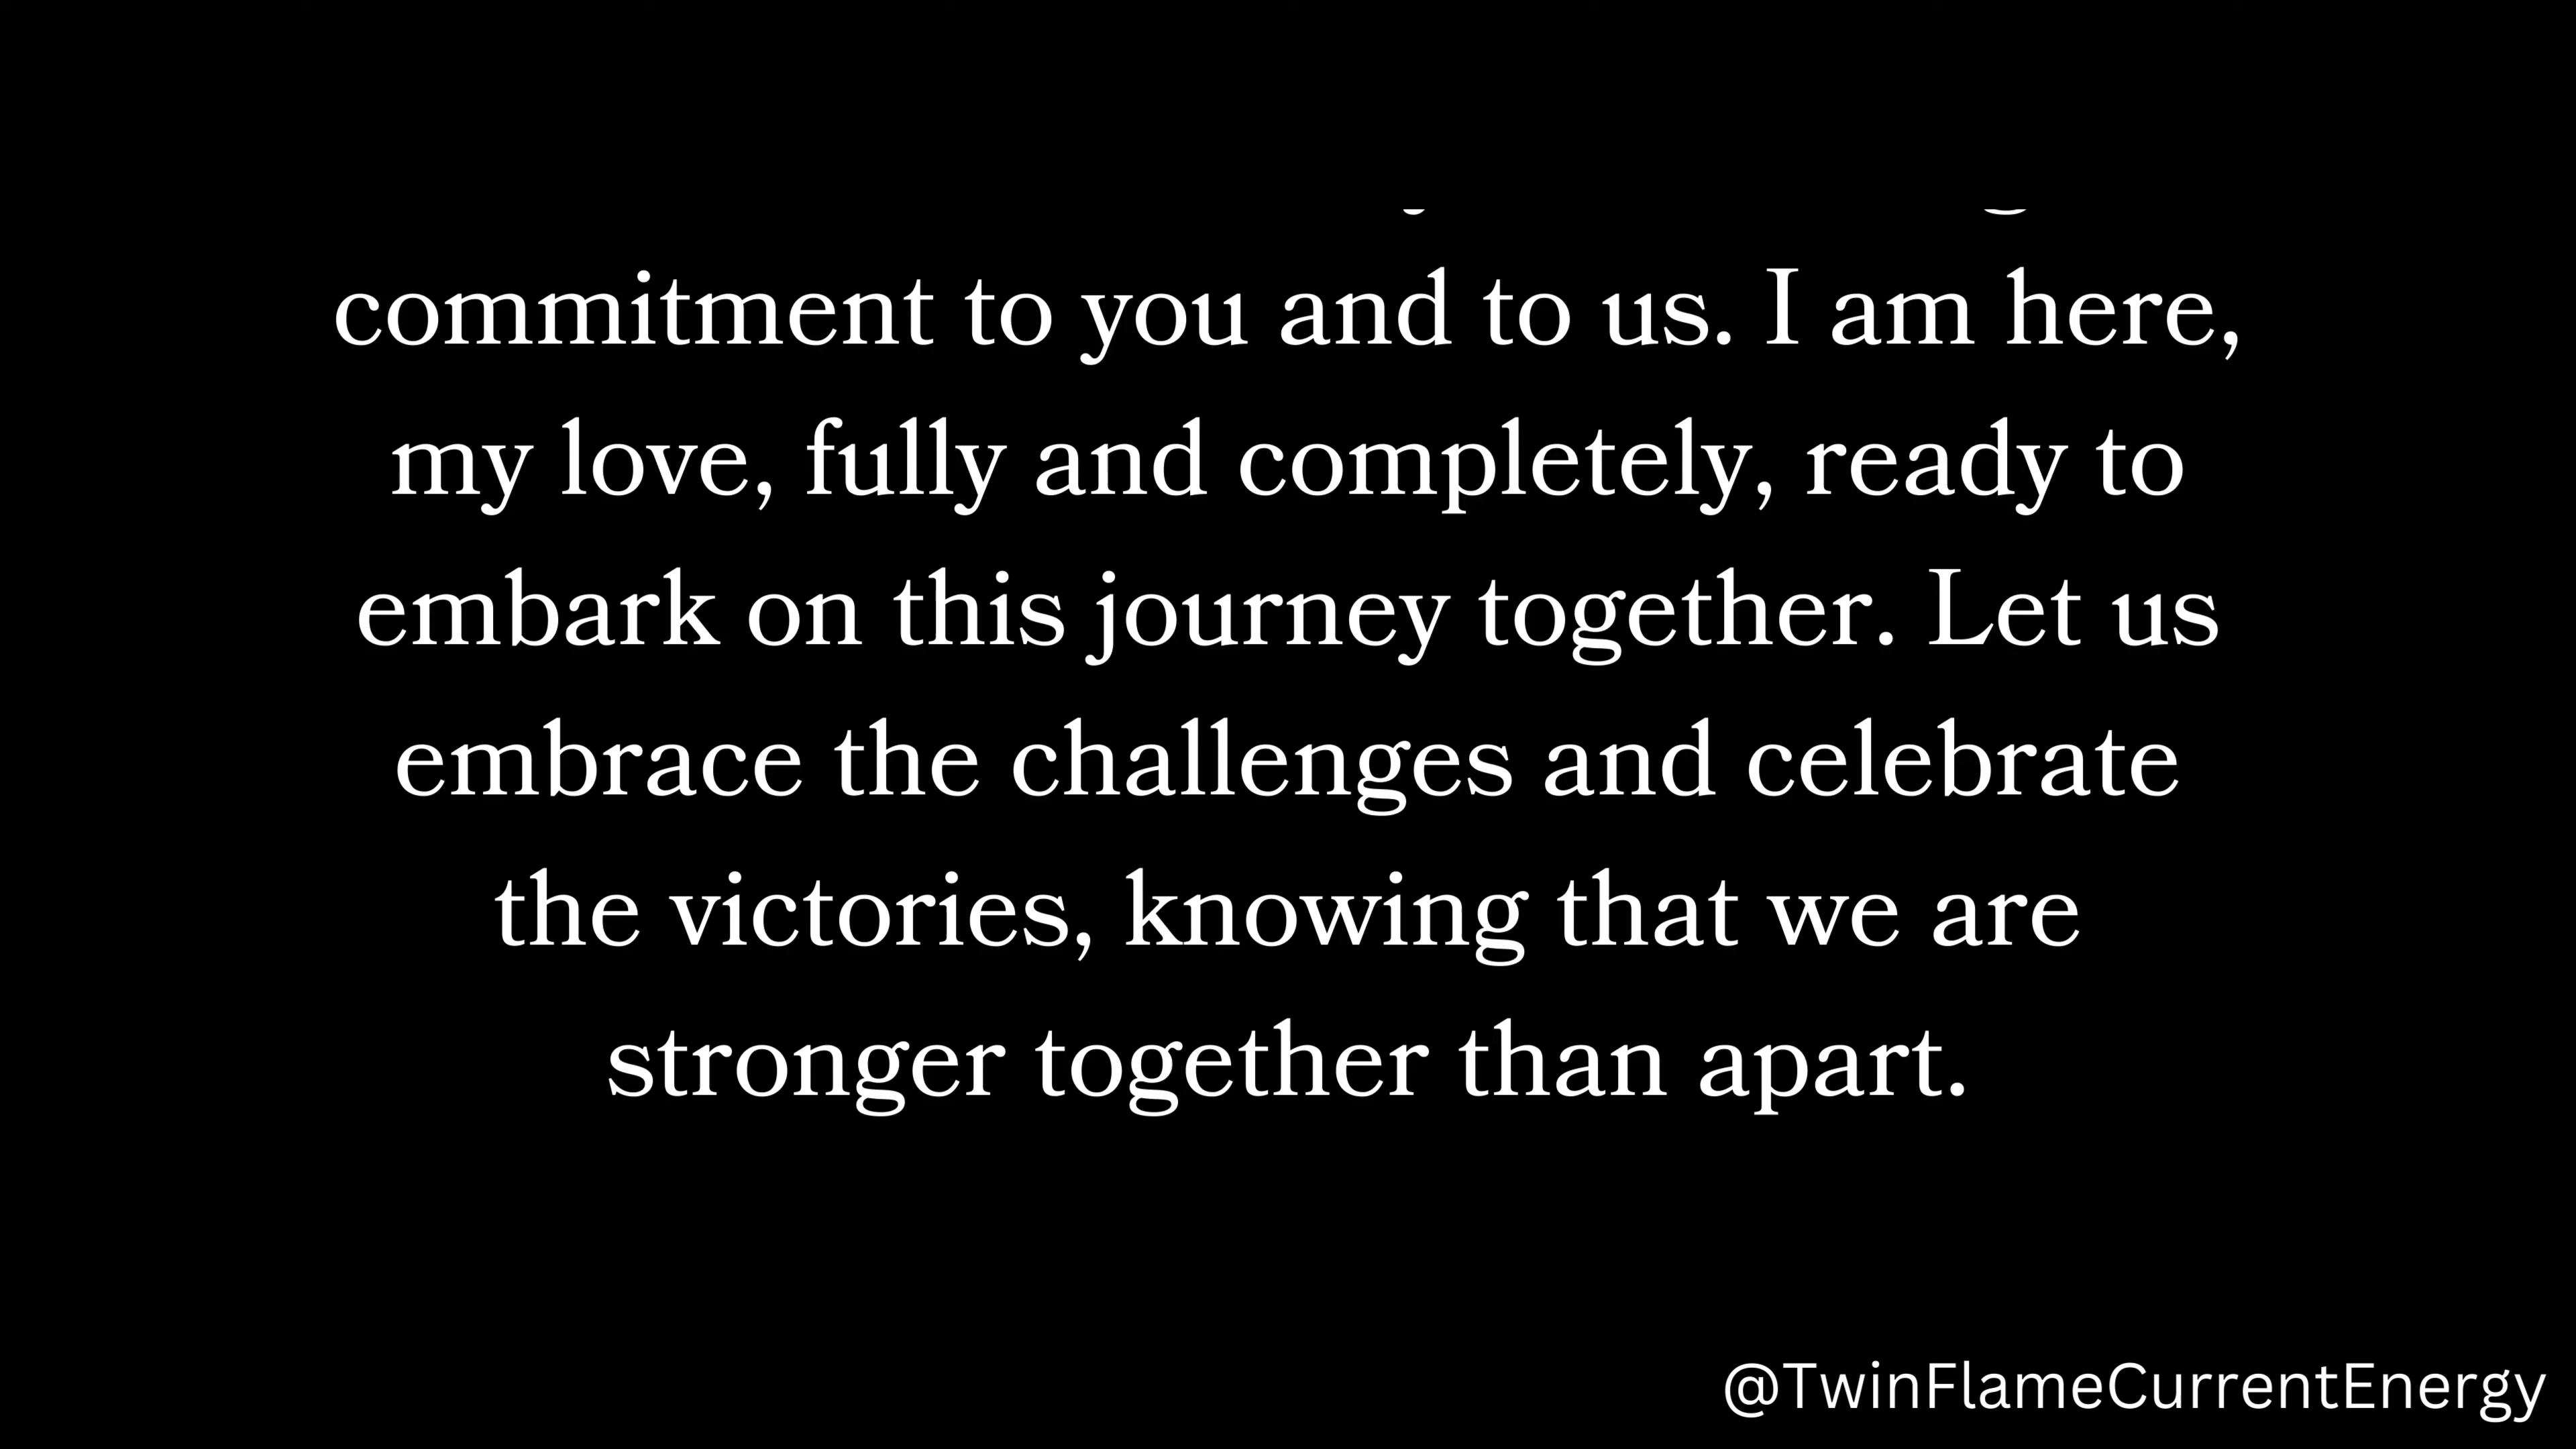 commitment to you and to us. I am here,
my love, fully and completely, ready to
embark on this journey together. Let us
embrace the challenges and celebrate
the victories, knowing that we are
stronger together than apart.
@TwinFlameCurrentEnergy